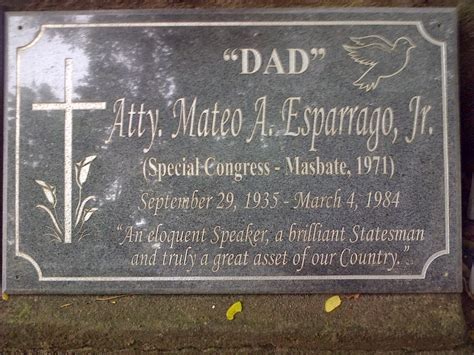 “DAD”
Atty. Mateo A. Esparrago, Jr.
(Special Congress - Masbate, 1971)
September 29, 1935 - March 4, 1984
“An eloquent Speaker, a brilliant Statesman
and truly a great asset of our Country.”